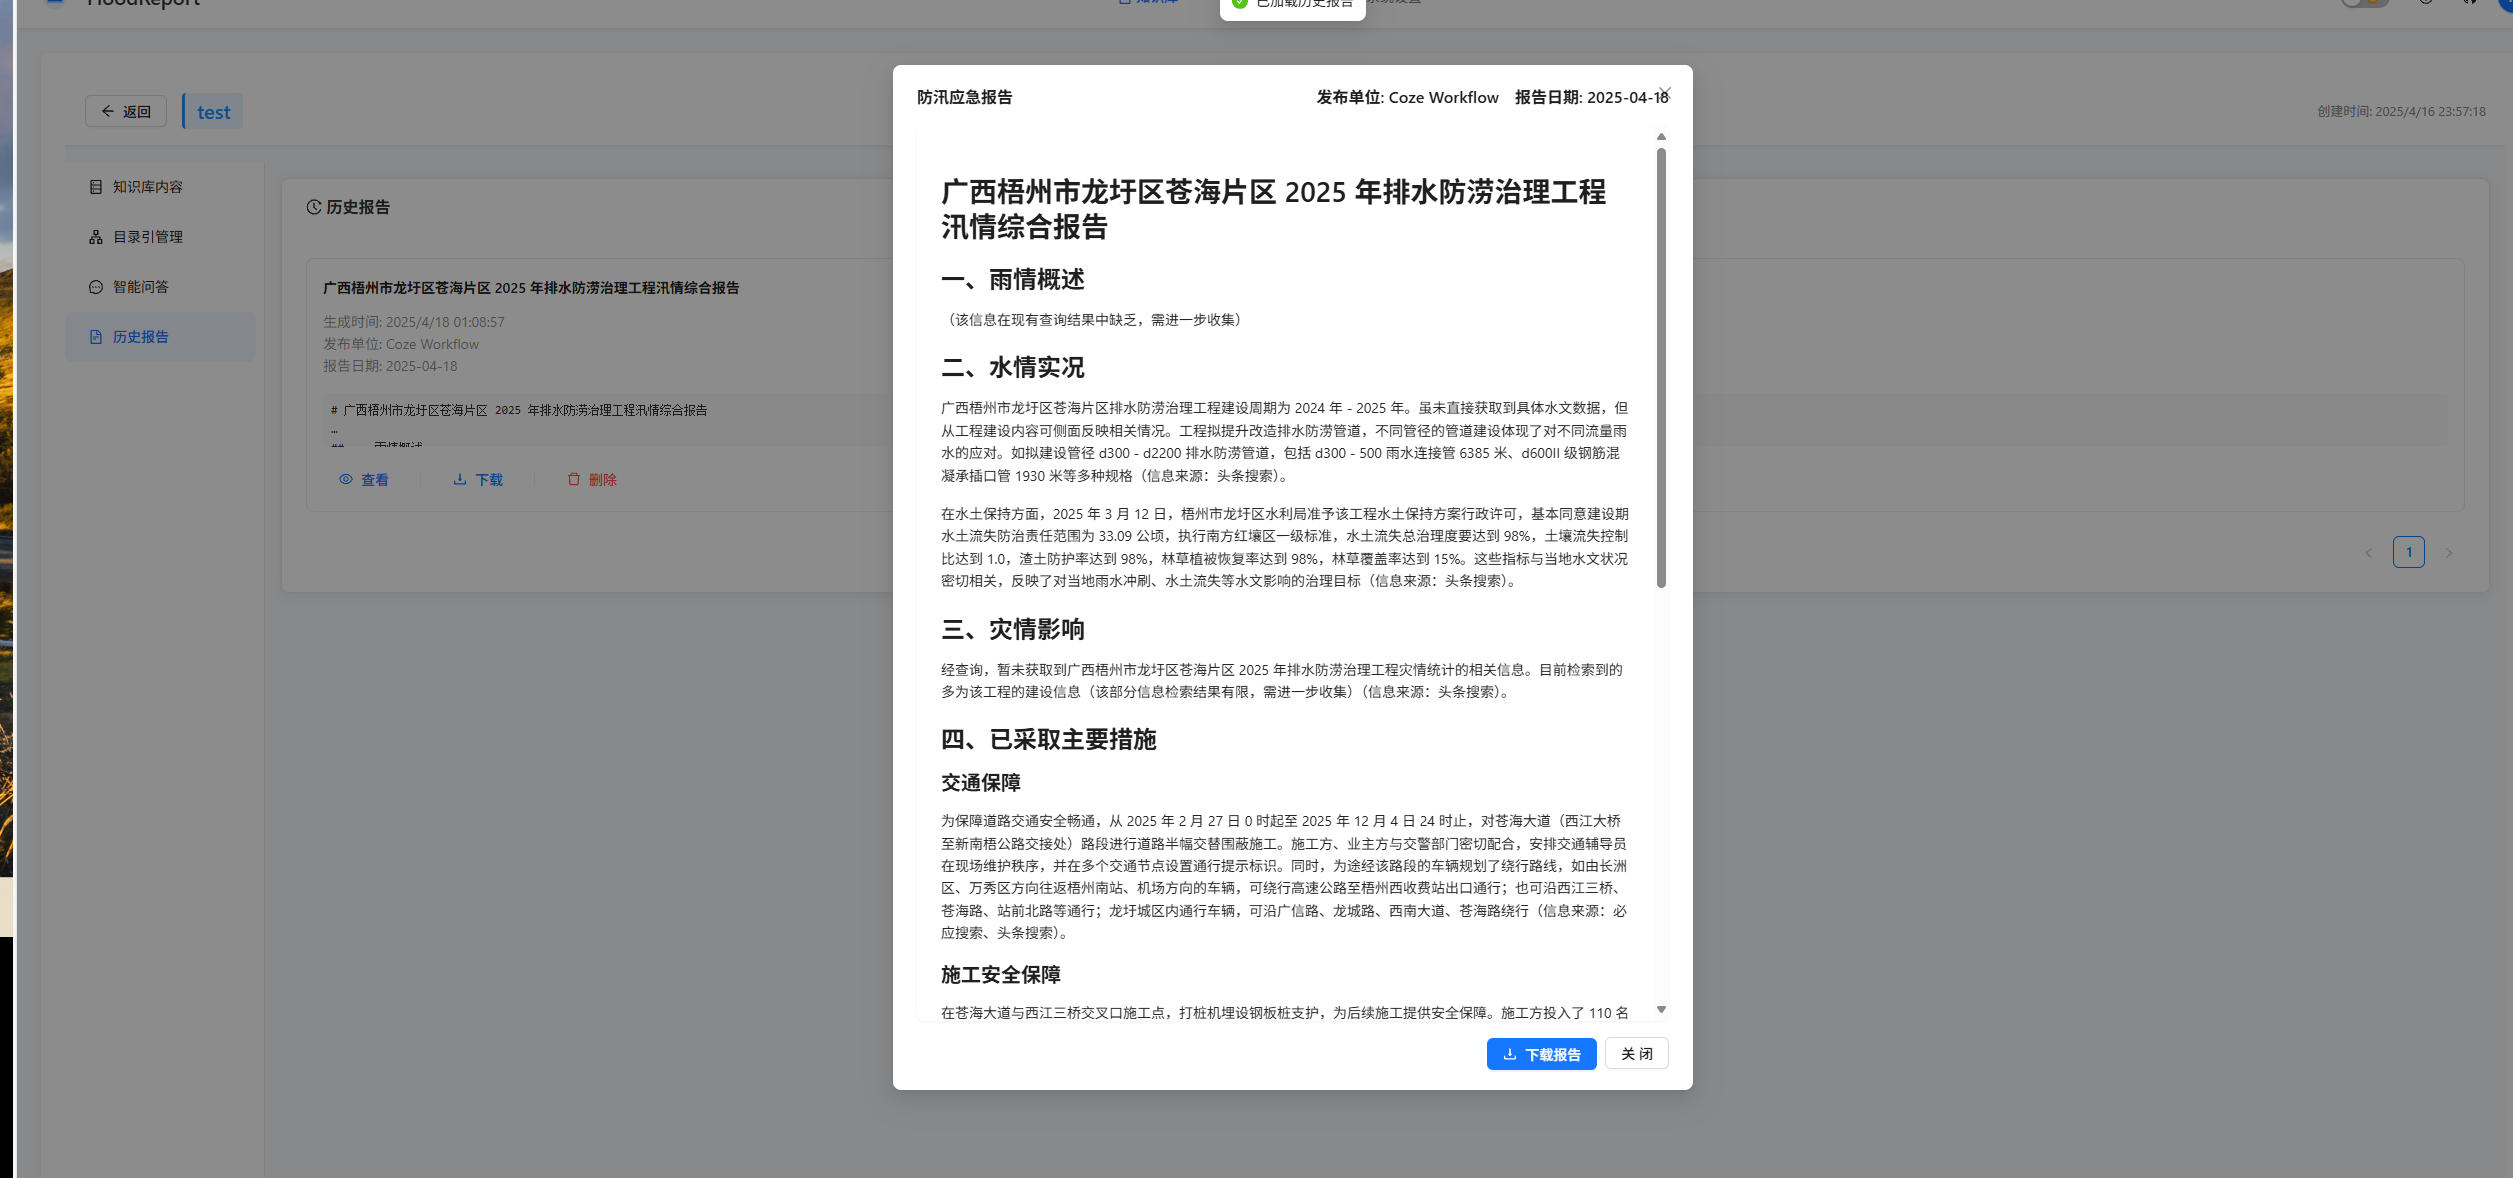 FloodReport
知识库
已加载历史报告
系统设置
返回
test
创建时间: 2025/4/16 23:57:18
知识库内容
目录引管理
智能问答
历史报告
历史报告
广西梧州市龙圩区苍海片区 2025 年排水防涝治理工程汛情综合报告
生成时间: 2025/4/18 01:08:57
发布单位: Coze Workflow
报告日期: 2025-04-18
# 广西梧州市龙圩区苍海片区 2025 年排水防涝治理工程汛情综合报告
…
## 一、雨情概述
查看
下载
删除
1
防汛应急报告
发布单位: Coze Workflow 报告日期: 2025-04-18
广西梧州市龙圩区苍海片区 2025 年排水防涝治理工程
汛情综合报告
一、雨情概述
（该信息在现有查询结果中缺乏，需进一步收集）
二、水情实况
广西梧州市龙圩区苍海片区排水防涝治理工程建设周期为 2024 年 - 2025 年。虽未直接获取到具体水文数据，但
从工程建设内容可侧面反映相关情况。工程拟提升改造排水防涝管道，不同管径的管道建设体现了对不同流量雨
水的应对。如拟建设管径 d300 - d2200 排水防涝管道，包括 d300 - 500 雨水连接管 6385 米、d600II 级钢筋混
凝承插口管 1930 米等多种规格（信息来源：头条搜索）。
在水土保持方面，2025 年 3 月 12 日，梧州市龙圩区水利局准予该工程水土保持方案行政许可，基本同意建设期
水土流失防治责任范围为 33.09 公顷，执行南方红壤区一级标准，水土流失总治理度要达到 98%，土壤流失控制
比达到 1.0，渣土防护率达到 98%，林草植被恢复率达到 98%，林草覆盖率达到 15%。这些指标与当地水文状况
密切相关，反映了对当地雨水冲刷、水土流失等水文影响的治理目标（信息来源：头条搜索）。
三、灾情影响
经查询，暂未获取到广西梧州市龙圩区苍海片区 2025 年排水防涝治理工程灾情统计的相关信息。目前检索到的
多为该工程的建设信息（该部分信息检索结果有限，需进一步收集）（信息来源：头条搜索）。
四、已采取主要措施
交通保障
为保障道路交通安全畅通，从 2025 年 2 月 27 日 0 时起至 2025 年 12 月 4 日 24 时止，对苍海大道（西江大桥
至新南梧公路交接处）路段进行道路半幅交替围蔽施工。施工方、业主方与交警部门密切配合，安排交通辅导员
在现场维护秩序，并在多个交通节点设置通行提示标识。同时，为途经该路段的车辆规划了绕行路线，如由长洲
区、万秀区方向往返梧州南站、机场方向的车辆，可绕行高速公路至梧州西收费站出口通行；也可沿西江三桥、
苍海路、站前北路等通行；龙圩城区内通行车辆，可沿广信路、龙城路、西南大道、苍海路绕行（信息来源：必
应搜索、头条搜索）。
施工安全保障
在苍海大道与西江三桥交叉口施工点，打桩机埋设钢板桩支护，为后续施工提供安全保障。施工方投入了 110 名
下载报告
关 闭